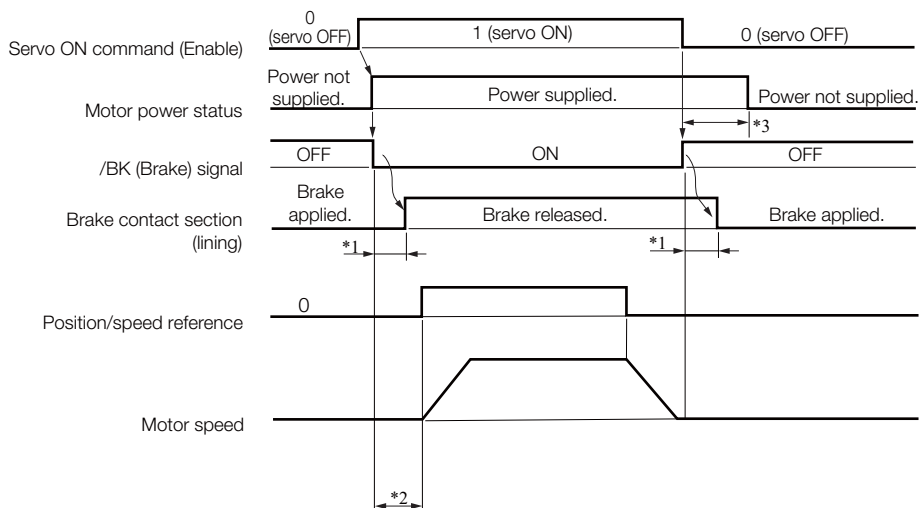 0
(servo OFF)
1 (servo ON)
0 (servo OFF)
Servo ON command (Enable)
Power not
supplied.
Power supplied.
Power not supplied.
Motor power status
*3
OFF
ON
OFF
/BK (Brake) signal
Brake
applied.
Brake released.
Brake applied.
Brake contact section
(lining)
*1
*1
0
Position/speed reference
Motor speed
*2